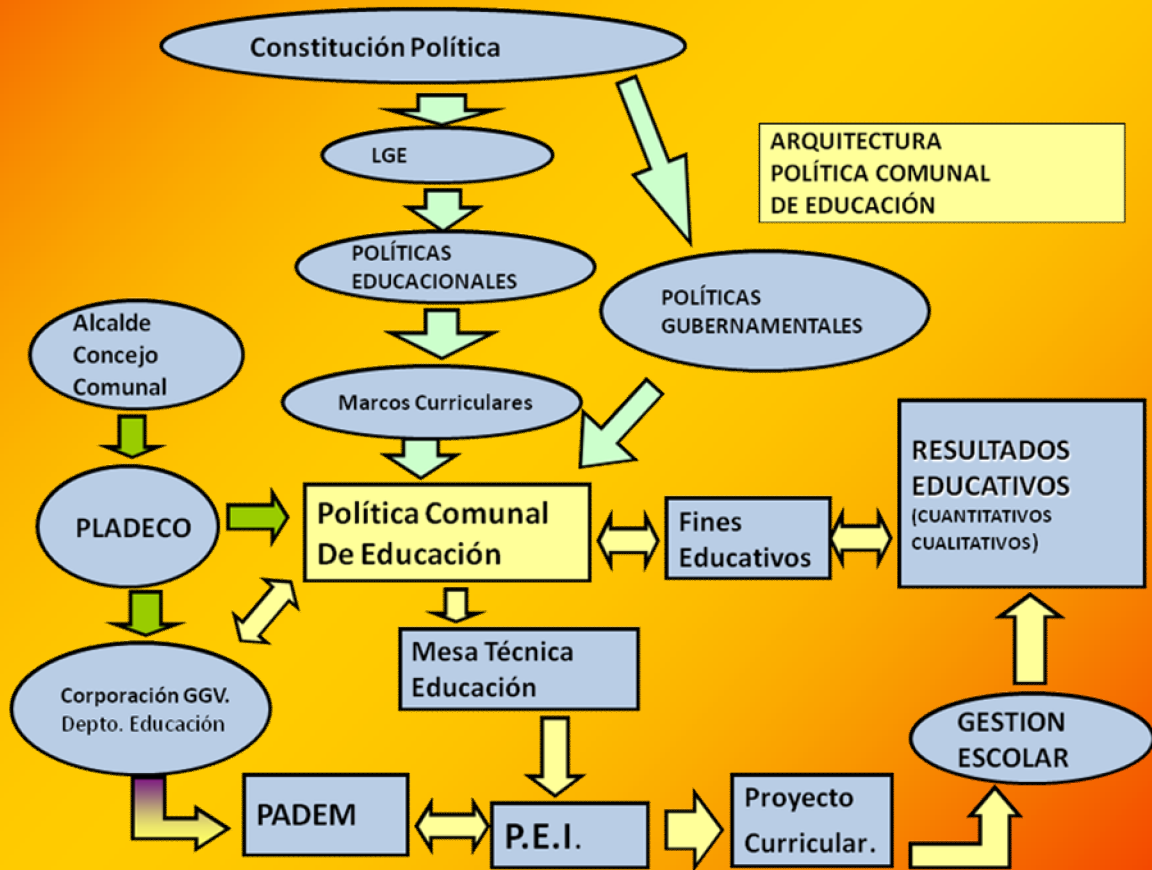 Constitución Política
LGE
ARQUITECTURA
POLÍTICA COMUNAL
DE EDUCACIÓN
POLÍTICAS
EDUCACIONALES
POLÍTICAS
GUBERNAMENTALES
Alcalde
Concejo
Comunal
Marcos Curriculares
PLADECO
Política Comunal
De Educación
Fines
Educativos
RESULTADOS
EDUCATIVOS
(CUANTITATIVOS
CUALITATIVOS)
Mesa Técnica
Educación
Corporación GGV.
Depto. Educación
GESTION
ESCOLAR
PADEM
P.E.I.
Proyecto
Curricular.